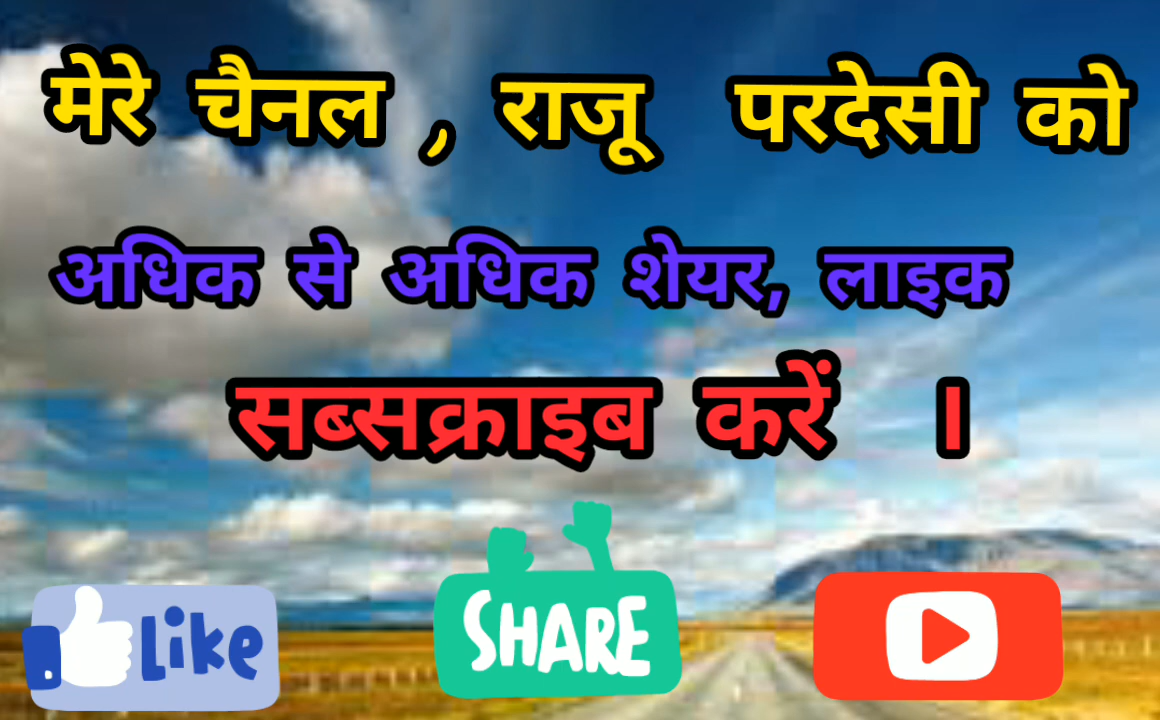 मेरे चैनल , राजू परदेसी को
अधिक से अधिक शेयर, लाइक
सब्सक्राइब करें ।
Like
SHARE